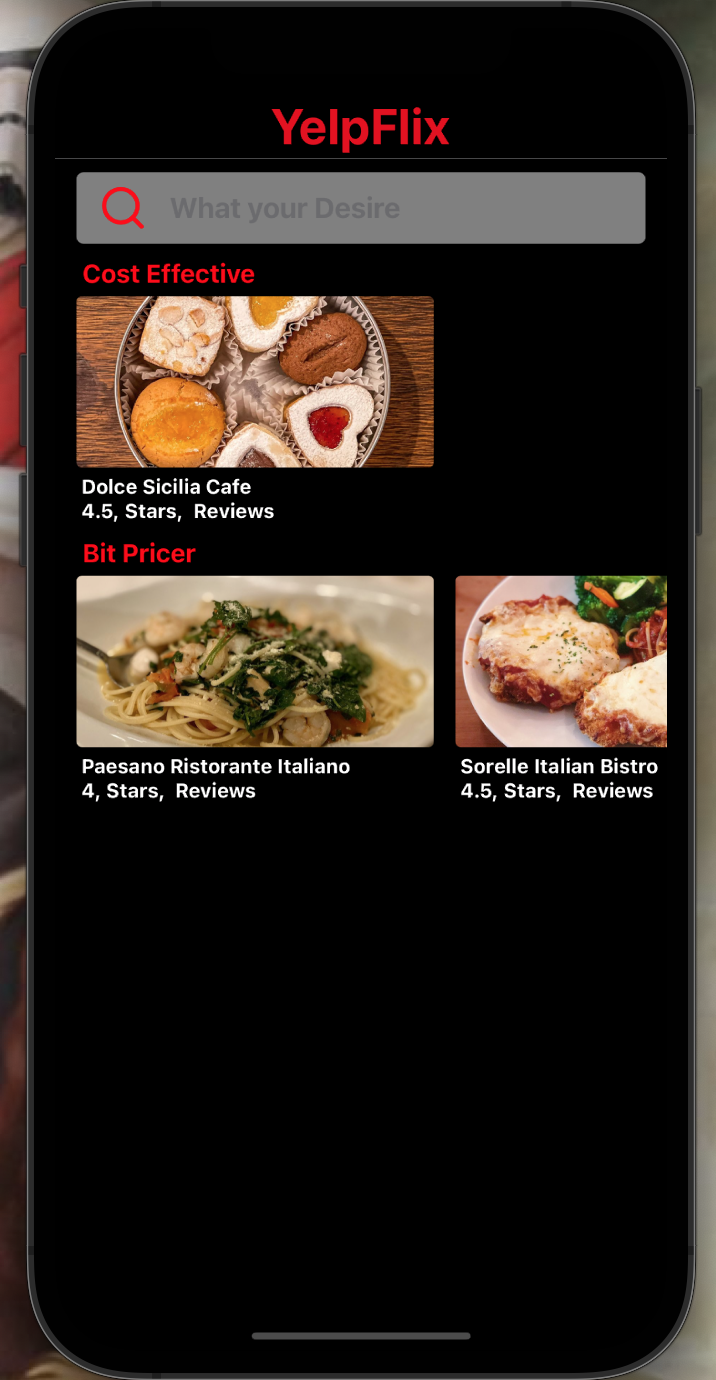 YelpFlix
What your Desire
Cost Effective
Dolce Sicilia Cafe
4.5, Stars,  Reviews
Bit Pricer
Paesano Ristorante Italiano
4, Stars,  Reviews
Sorelle Italian Bistro
4.5, Stars,  Reviews